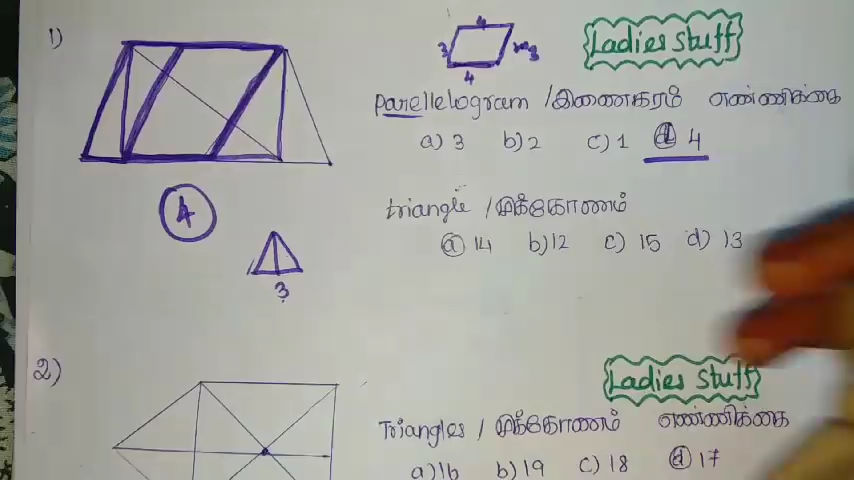 1)
4
3 3
4
Ladies Stuff
parellelogram / இணைகரம் எண்ணிக்கை
a) 3 b) 2 c) 1 d) 4
4
triangle / முக்கோணம்
a) 14 b) 12 c) 15 d) 13
3
2)
Ladies Stuff
Triangles / முக்கோணம் எண்ணிக்கை
a) 16 b) 19 c) 18 d) 17